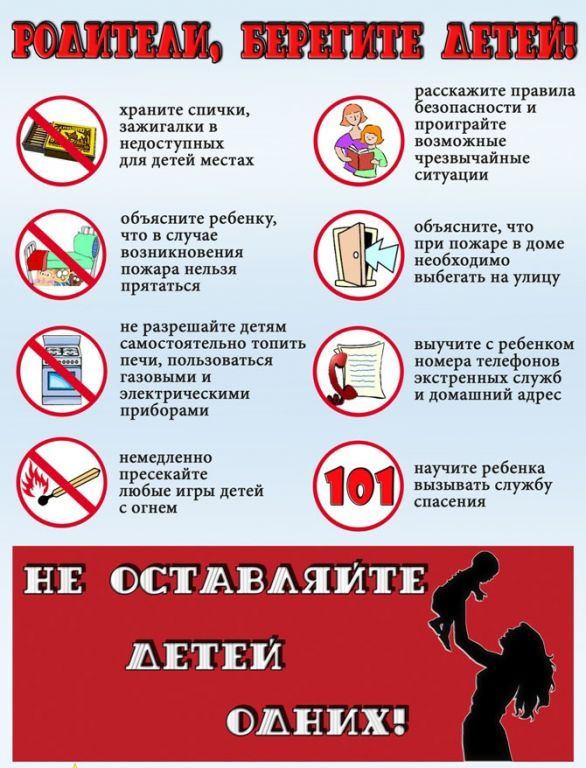 РОДИТЕЛИ, БЕРЕГИТЕ ДЕТЕЙ!
храните спички,
зажигалки в
недоступных
для детей местах
расскажите правила
безопасности и
проиграйте
возможные
чрезвычайные
ситуации
объясните ребенку,
что в случае
возникновения
пожара нельзя
прятаться
объясните, что
при пожаре в доме
необходимо
выбегать на улицу
не разрешайте детям
самостоятельно топить
печи, пользоваться
газовыми и
электрическими
приборами
выучите с ребенком
номера телефонов
экстренных служб
и домашний адрес
немедленно
пресекайте
любые игры детей
с огнем
101
научите ребенка
вызывать службу
спасения
НЕ ОСТАВЛЯЙТЕ
ДЕТЕЙ
ОДНИХ!